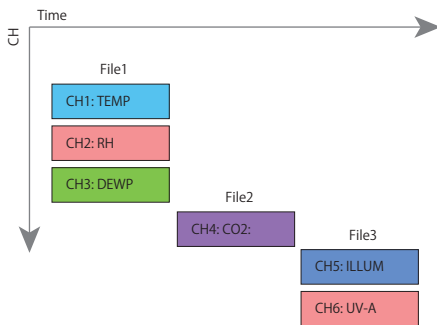 Time
CH
File1
CH1: TEMP
CH2: RH
CH3: DEWP
File2
CH4: CO2:
File3
CH5: ILLUM
CH6: UV-A